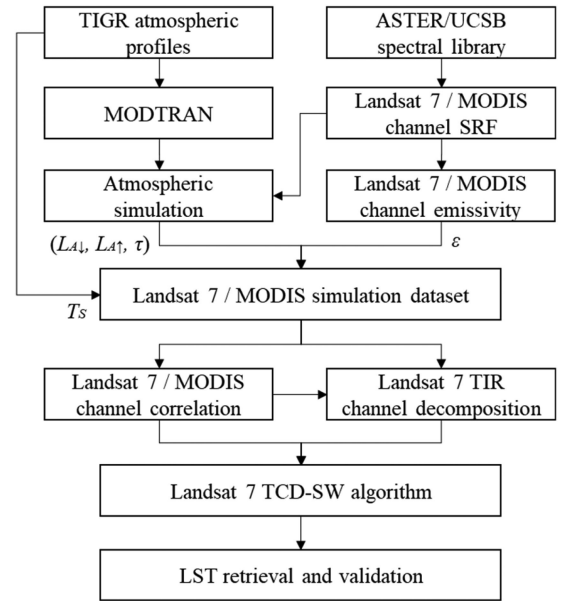 TIGR atmospheric
profiles
ASTER/UCSB
spectral library
MODTRAN
Landsat 7 / MODIS
channel SRF
Atmospheric
simulation
Landsat 7 / MODIS
channel emissivity
(LA↓, LA↑, τ)
ε
Landsat 7 / MODIS simulation dataset
TS
Landsat 7 / MODIS
channel correlation
Landsat 7 TIR
channel decomposition
Landsat 7 TCD-SW algorithm
LST retrieval and validation